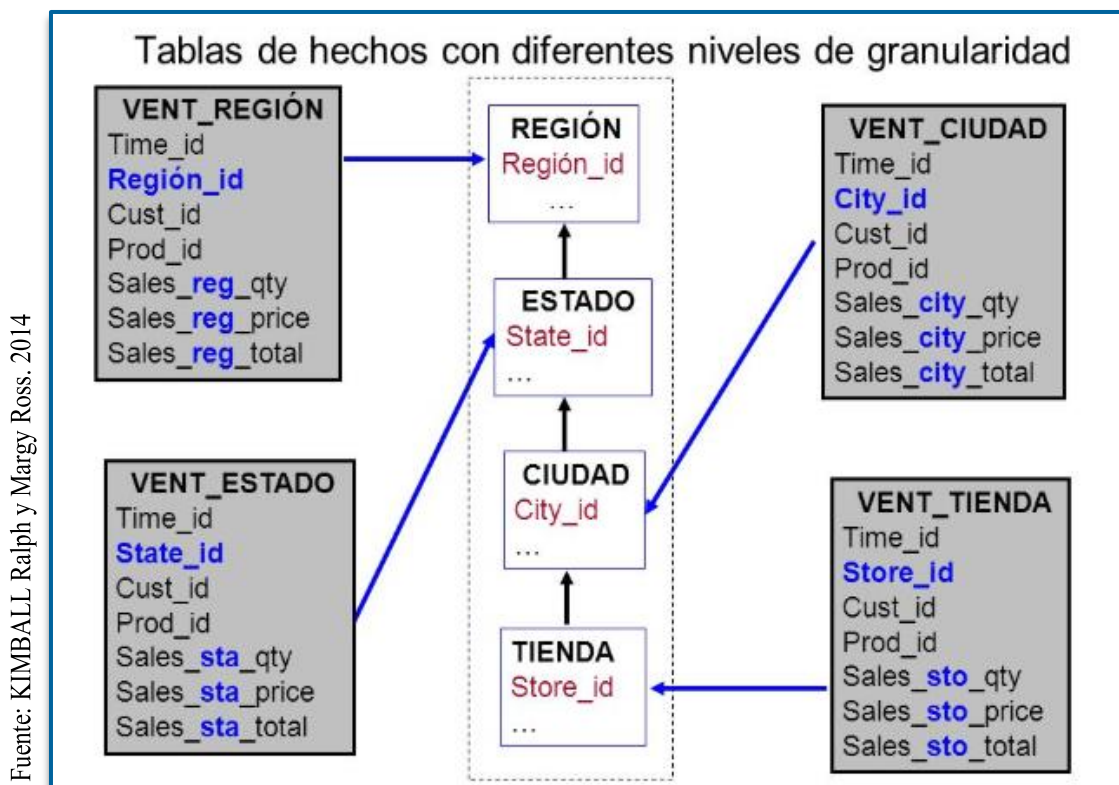 Tablas de hechos con diferentes niveles de granularidad
VENT_REGIÓN
Time_id
Región_id
Cust_id
Prod_id
Sales_reg_qty
Sales_reg_price
Sales_reg_total
VENT_ESTADO
Time_id
State_id
Cust_id
Prod_id
Sales_sta_qty
Sales_sta_price
Sales_sta_total
REGIÓN
Región_id
...
ESTADO
State_id
...
CIUDAD
City_id
...
TIENDA
Store_id
...
VENT_CIUDAD
Time_id
City_id
Cust_id
Prod_id
Sales_city_qty
Sales_city_price
Sales_city_total
VENT_TIENDA
Time_id
Store_id
Cust_id
Prod_id
Sales_sto_qty
Sales_sto_price
Sales_sto_total
Fuente: KIMBALL Ralph y Margy Ross. 2014